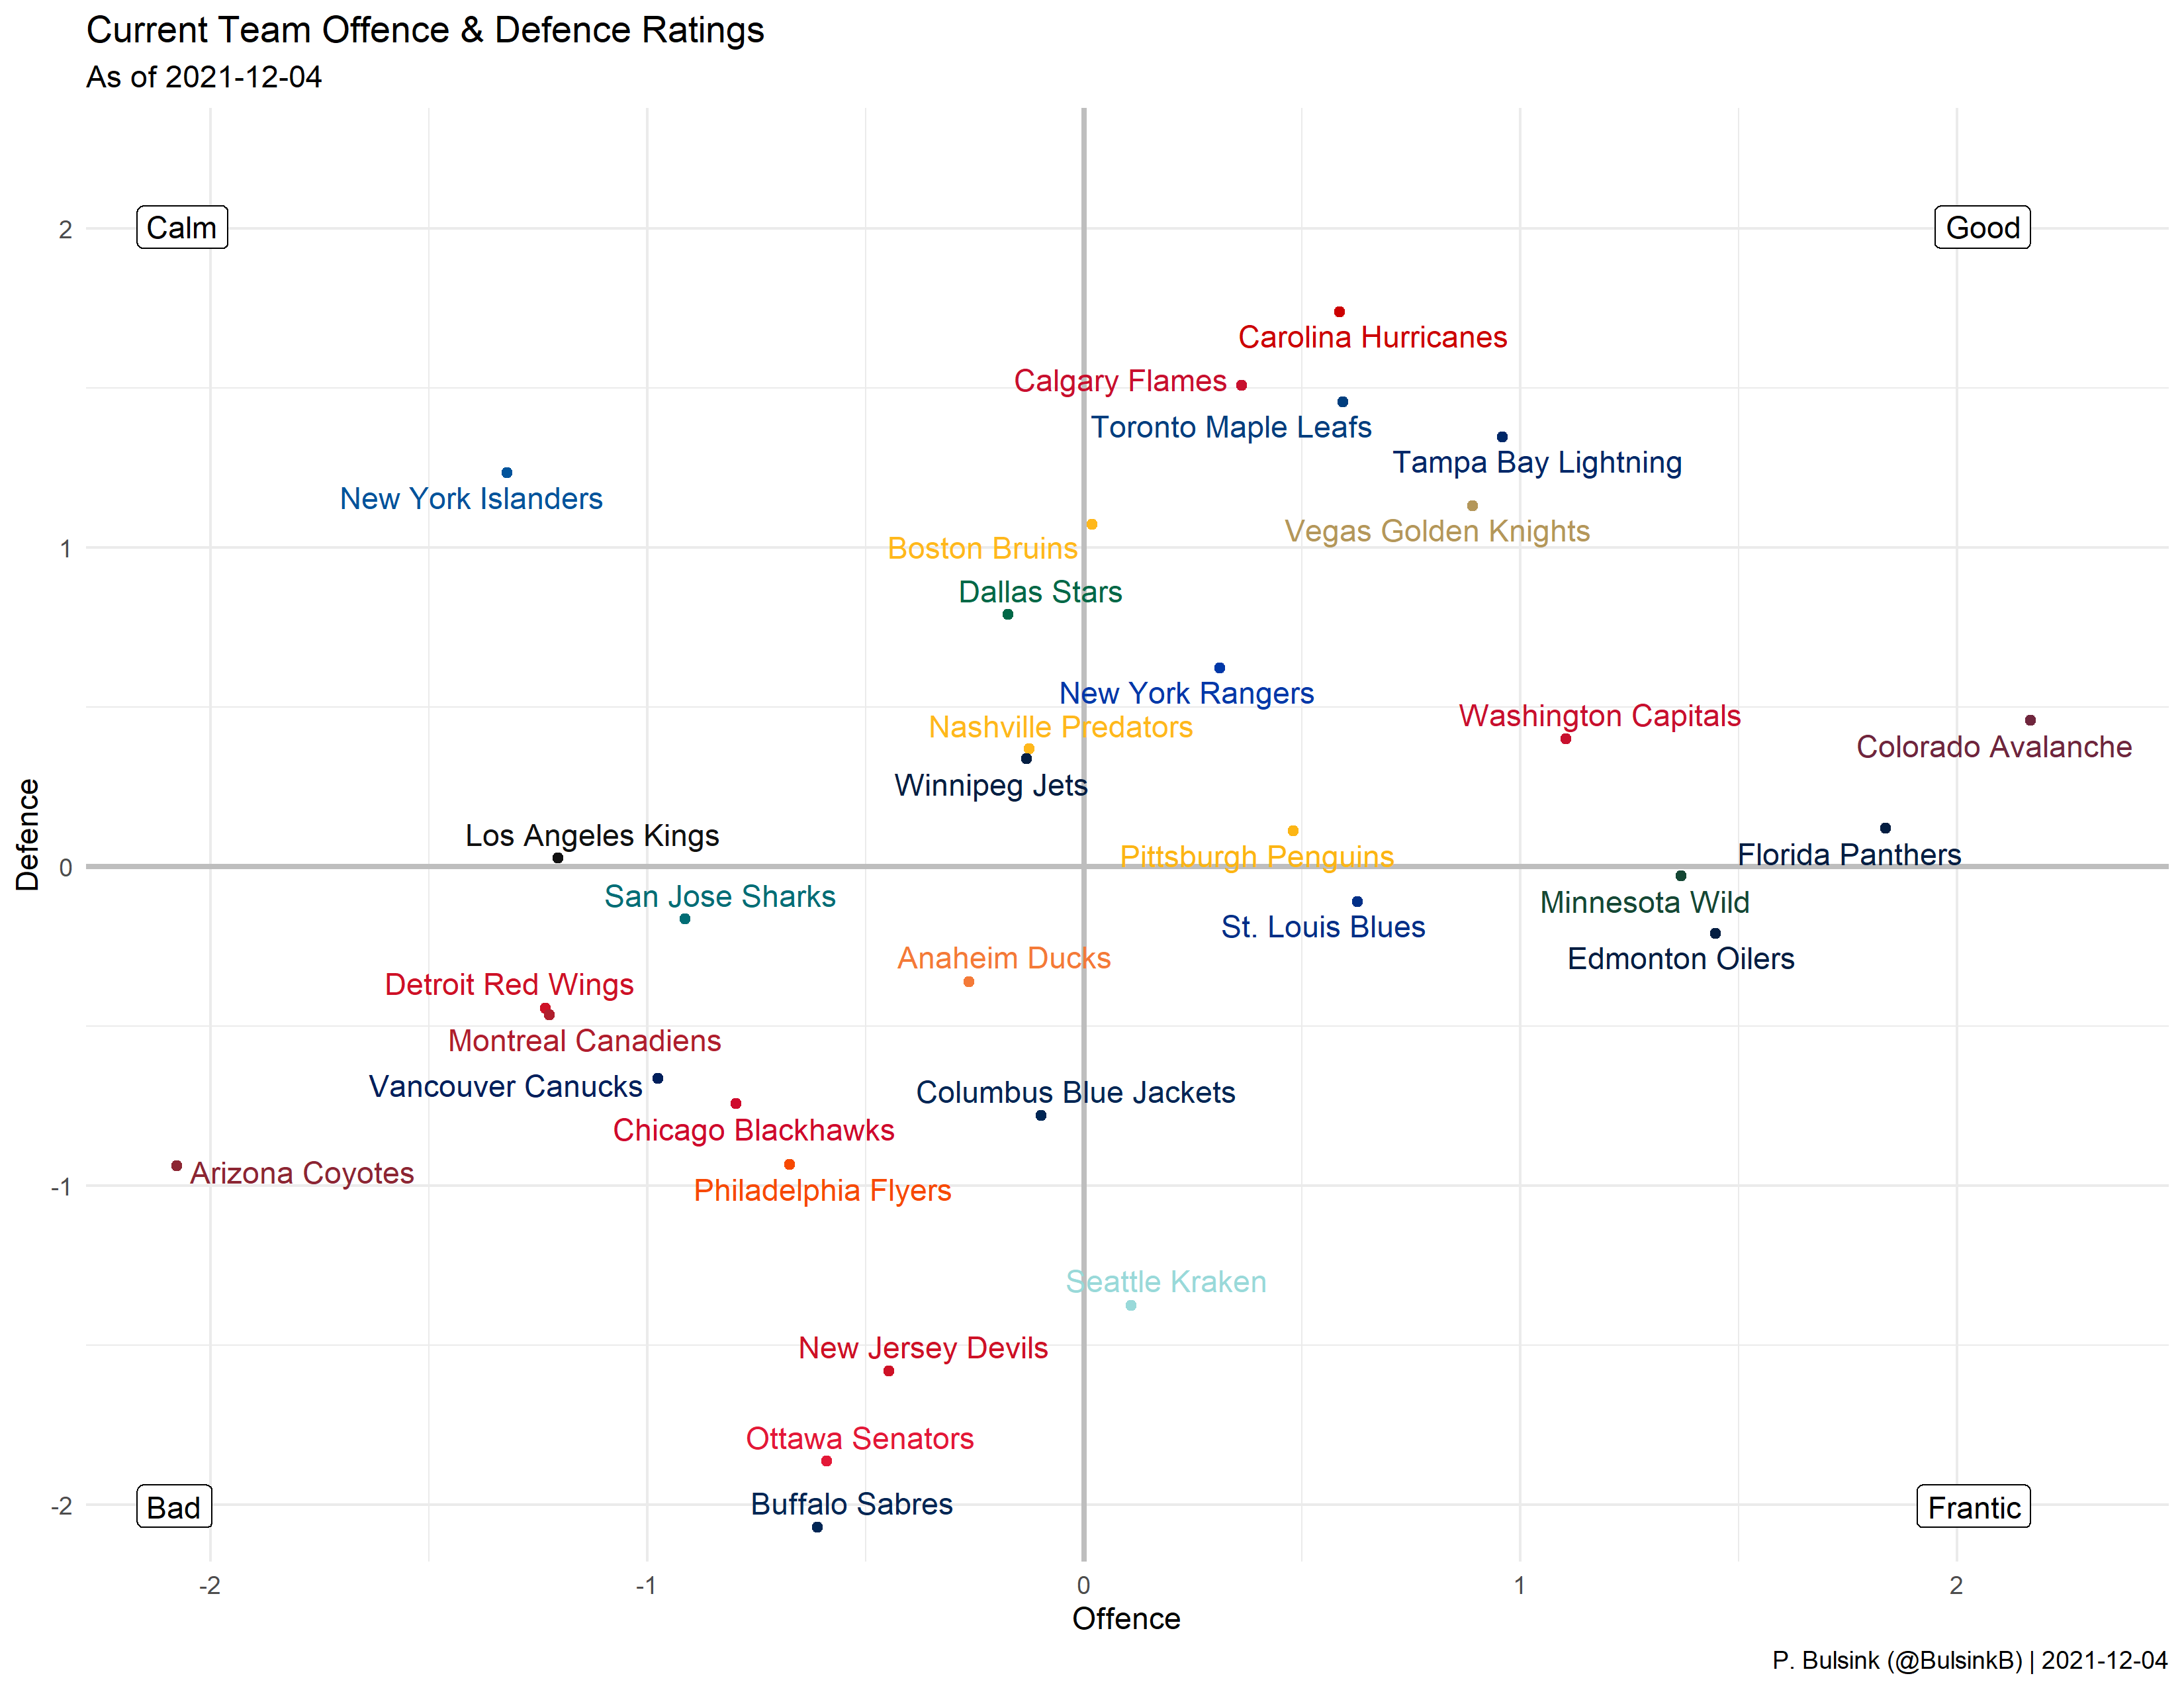 Current Team Offence & Defence Ratings
As of 2021-12-04
Calm
2
Good
Carolina Hurricanes
Calgary Flames
Toronto Maple Leafs
Tampa Bay Lightning
New York Islanders
Vegas Golden Knights
Boston Bruins
1
Dallas Stars
New York Rangers
Washington Capitals
Nashville Predators
Colorado Avalanche
Winnipeg Jets
Los Angeles Kings
Defence
Florida Panthers
Pittsburgh Penguins
0
San Jose Sharks
Minnesota Wild
St. Louis Blues
Anaheim Ducks
Edmonton Oilers
Detroit Red Wings
Montreal Canadiens
Vancouver Canucks
Columbus Blue Jackets
Chicago Blackhawks
Arizona Coyotes
-1
Philadelphia Flyers
Seattle Kraken
New Jersey Devils
Ottawa Senators
Buffalo Sabres
-2
Bad
Frantic
-2 -1 0 1 2
Offence
P. Bulsink (@BulsinkB) | 2021-12-04